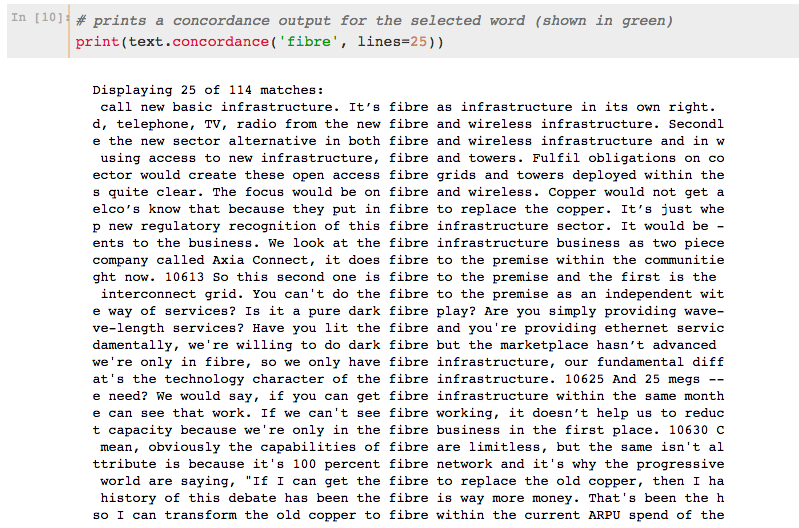 In [10]: # prints a concordance output for the selected word (shown in green)
print(text.concordance('fibre', lines=25))
Displaying 25 of 114 matches:
call new basic infrastructure. It’s fibre as infrastructure in its own right.
d, telephone, TV, radio from the new fibre and wireless infrastructure. Secondl
e the new sector alternative in both fibre and wireless infrastructure and in w
using access to new infrastructure, fibre and towers. Fulfil obligations on co
ector would create these open access fibre grids and towers deployed within the
s quite clear. The focus would be on fibre and wireless. Copper would not get a
elco’s know that because they put in fibre to replace the copper. It’s just whe
p new regulatory recognition of this fibre infrastructure sector. It would be -
ents to the business. We look at the fibre infrastructure business as two piece
company called Axia Connect, it does fibre to the premise within the communitie
ght now. 10613 So this second one is fibre to the premise and the first is the
interconnect grid. You can't do the fibre to the premise as an independent wit
e way of services? Is it a pure dark fibre play? Are you simply providing wave-
ve-length services? Have you lit the fibre and you're providing ethernet servic
damentally, we're willing to do dark fibre but the marketplace hasn’t advanced
we're only in fibre, so we only have fibre infrastructure, our fundamental diff
at's the technology character of the fibre infrastructure. 10625 And 25 megs --
e need? We would say, if you can get fibre infrastructure within the same month
e can see that work. If we can't see fibre working, it doesn’t help us to reduc
t capacity because we're only in the fibre business in the first place. 10630 C
mean, obviously the capabilities of fibre are limitless, but the same isn't al
ttribute is because it's 100 percent fibre network and it's why the progressive
world are saying, "If I can get the fibre to replace the old copper, then I ha
history of this debate has been the fibre is way more money. That's been the h
so I can transform the old copper to fibre within the current ARPU spend of the